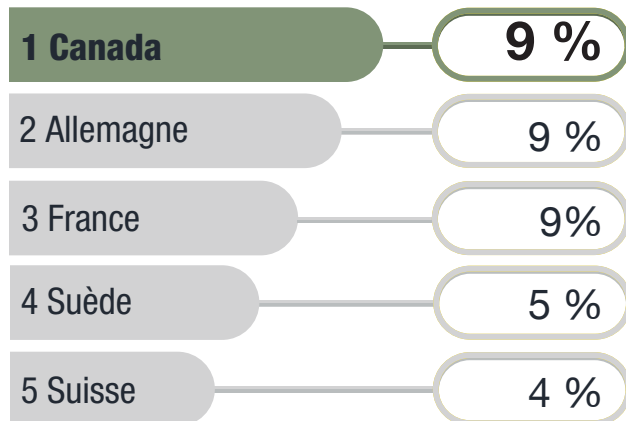 1 Canada 9 %
2 Allemagne 9 %
3 France 9%
4 Suède 5 %
5 Suisse 4 %